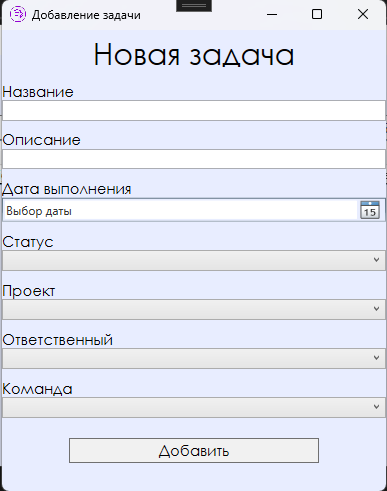 Добавление задачи
Новая задача
Название
Описание
Дата выполнения
Выбор даты
15
Статус
Проект
Ответственный
Команда
Добавить